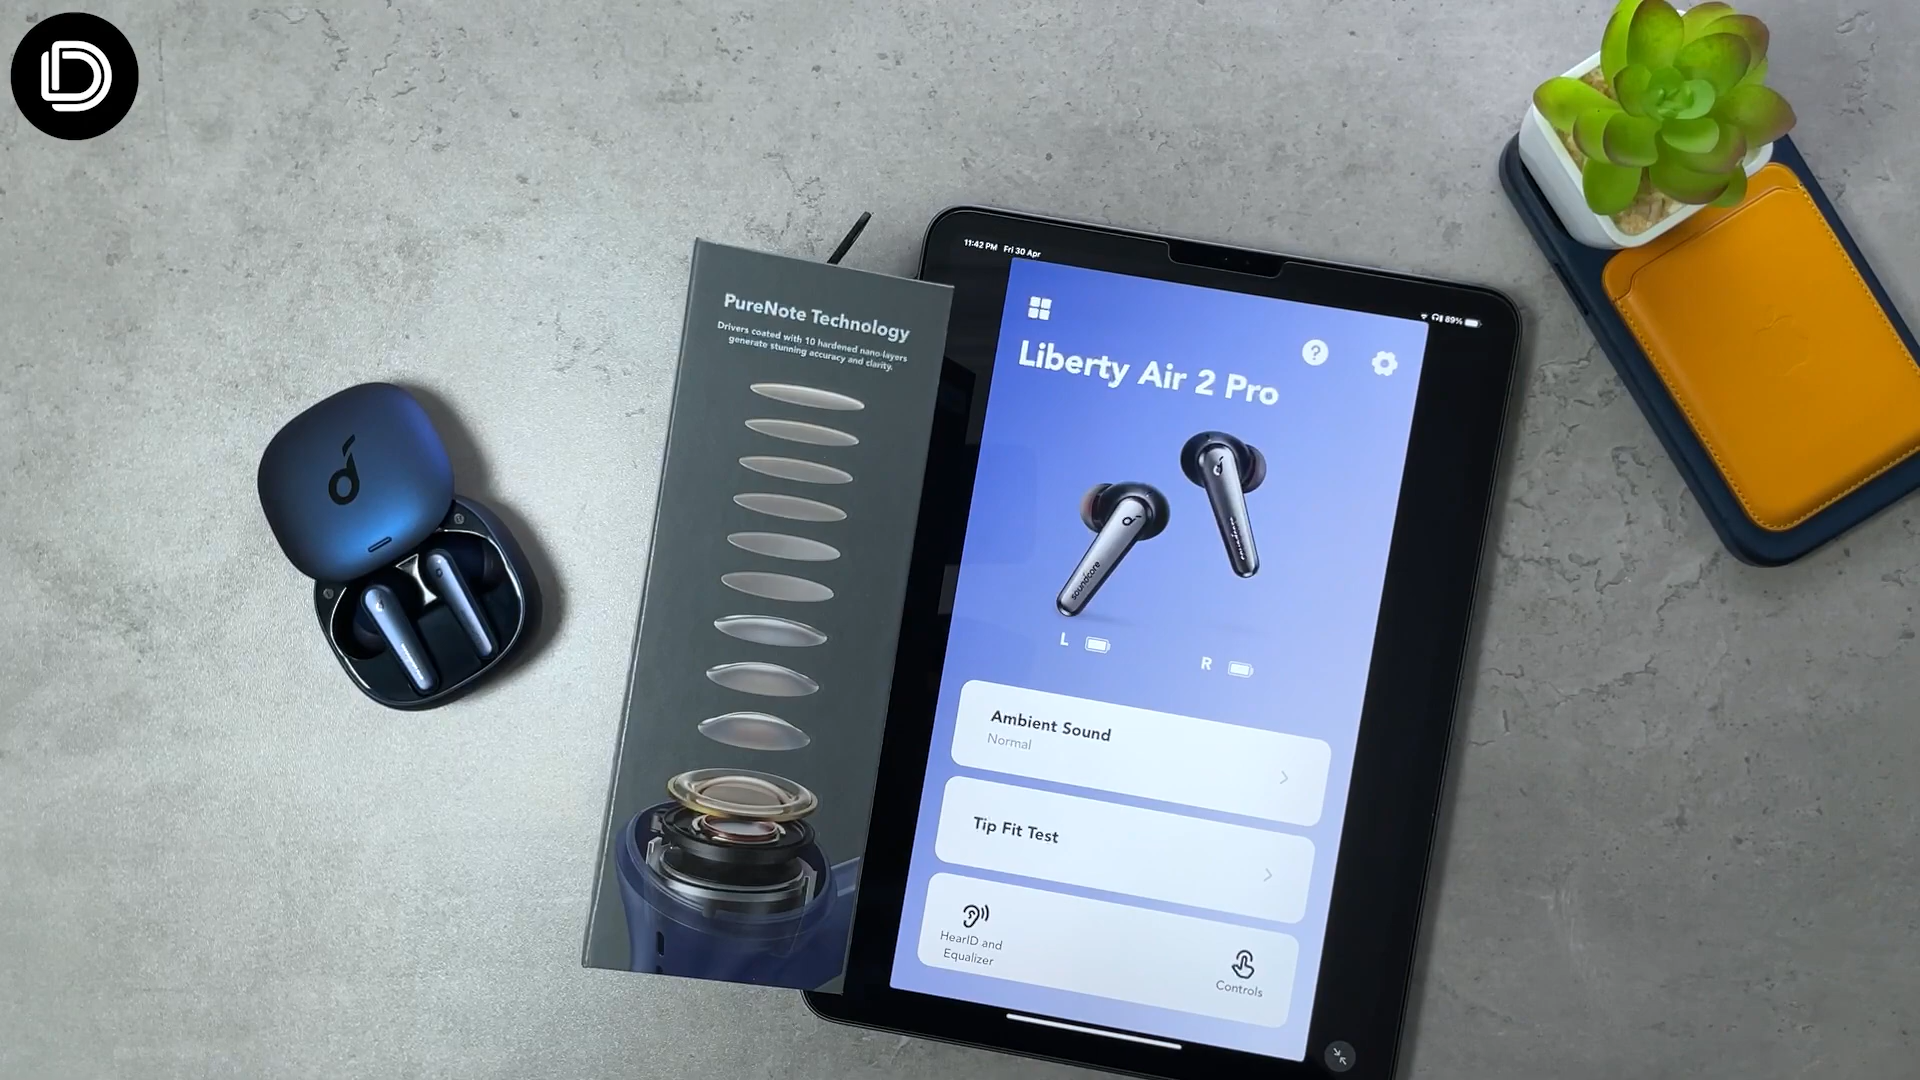 PureNote Technology
Drivers coated with 10 hardened nano-layers
generate stunning accuracy and clarity.
11:42 PM Fri 30 Apr
89%
Liberty Air 2 Pro
soundcore
L
R
Ambient Sound
Normal
Tip Fit Test
HearID and
Equalizer
Controls